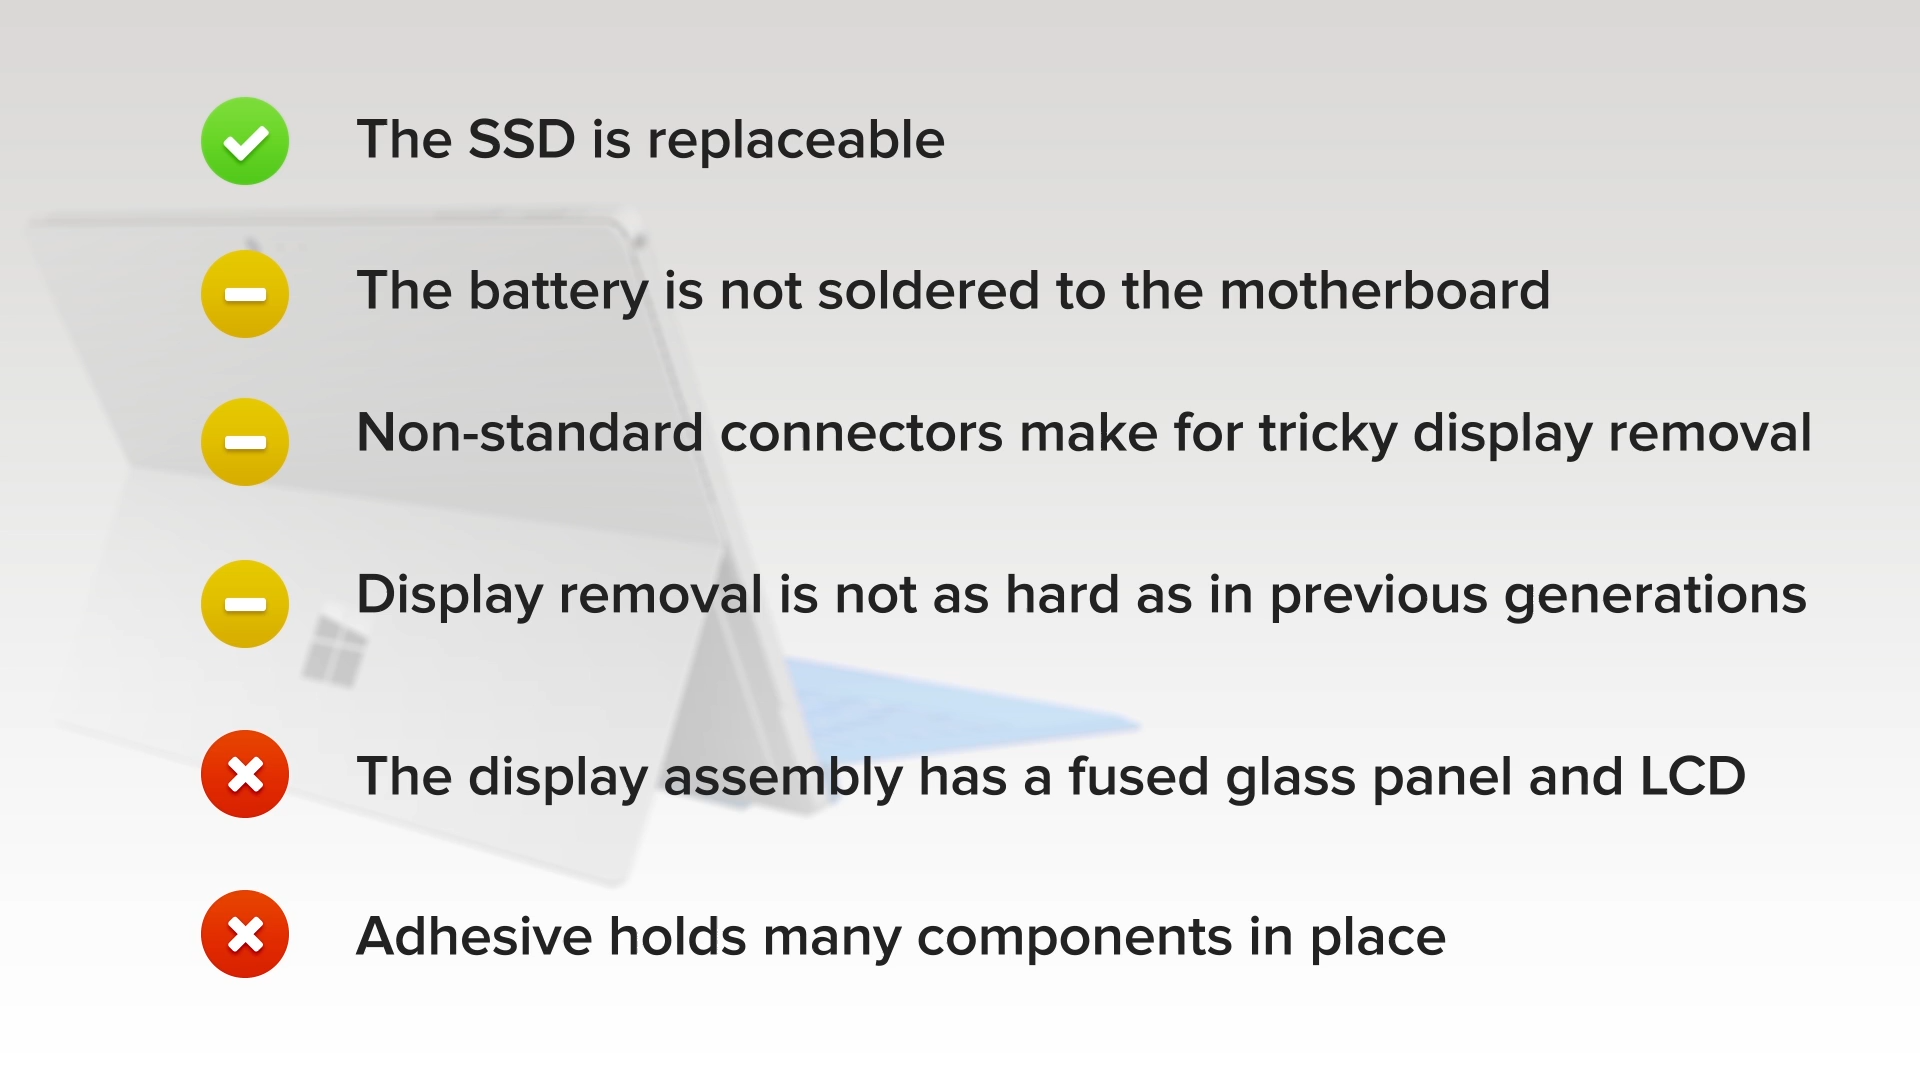 The SSD is replaceable
The battery is not soldered to the motherboard
Non-standard connectors make for tricky display removal
Display removal is not as hard as in previous generations
The display assembly has a fused glass panel and LCD
Adhesive holds many components in place